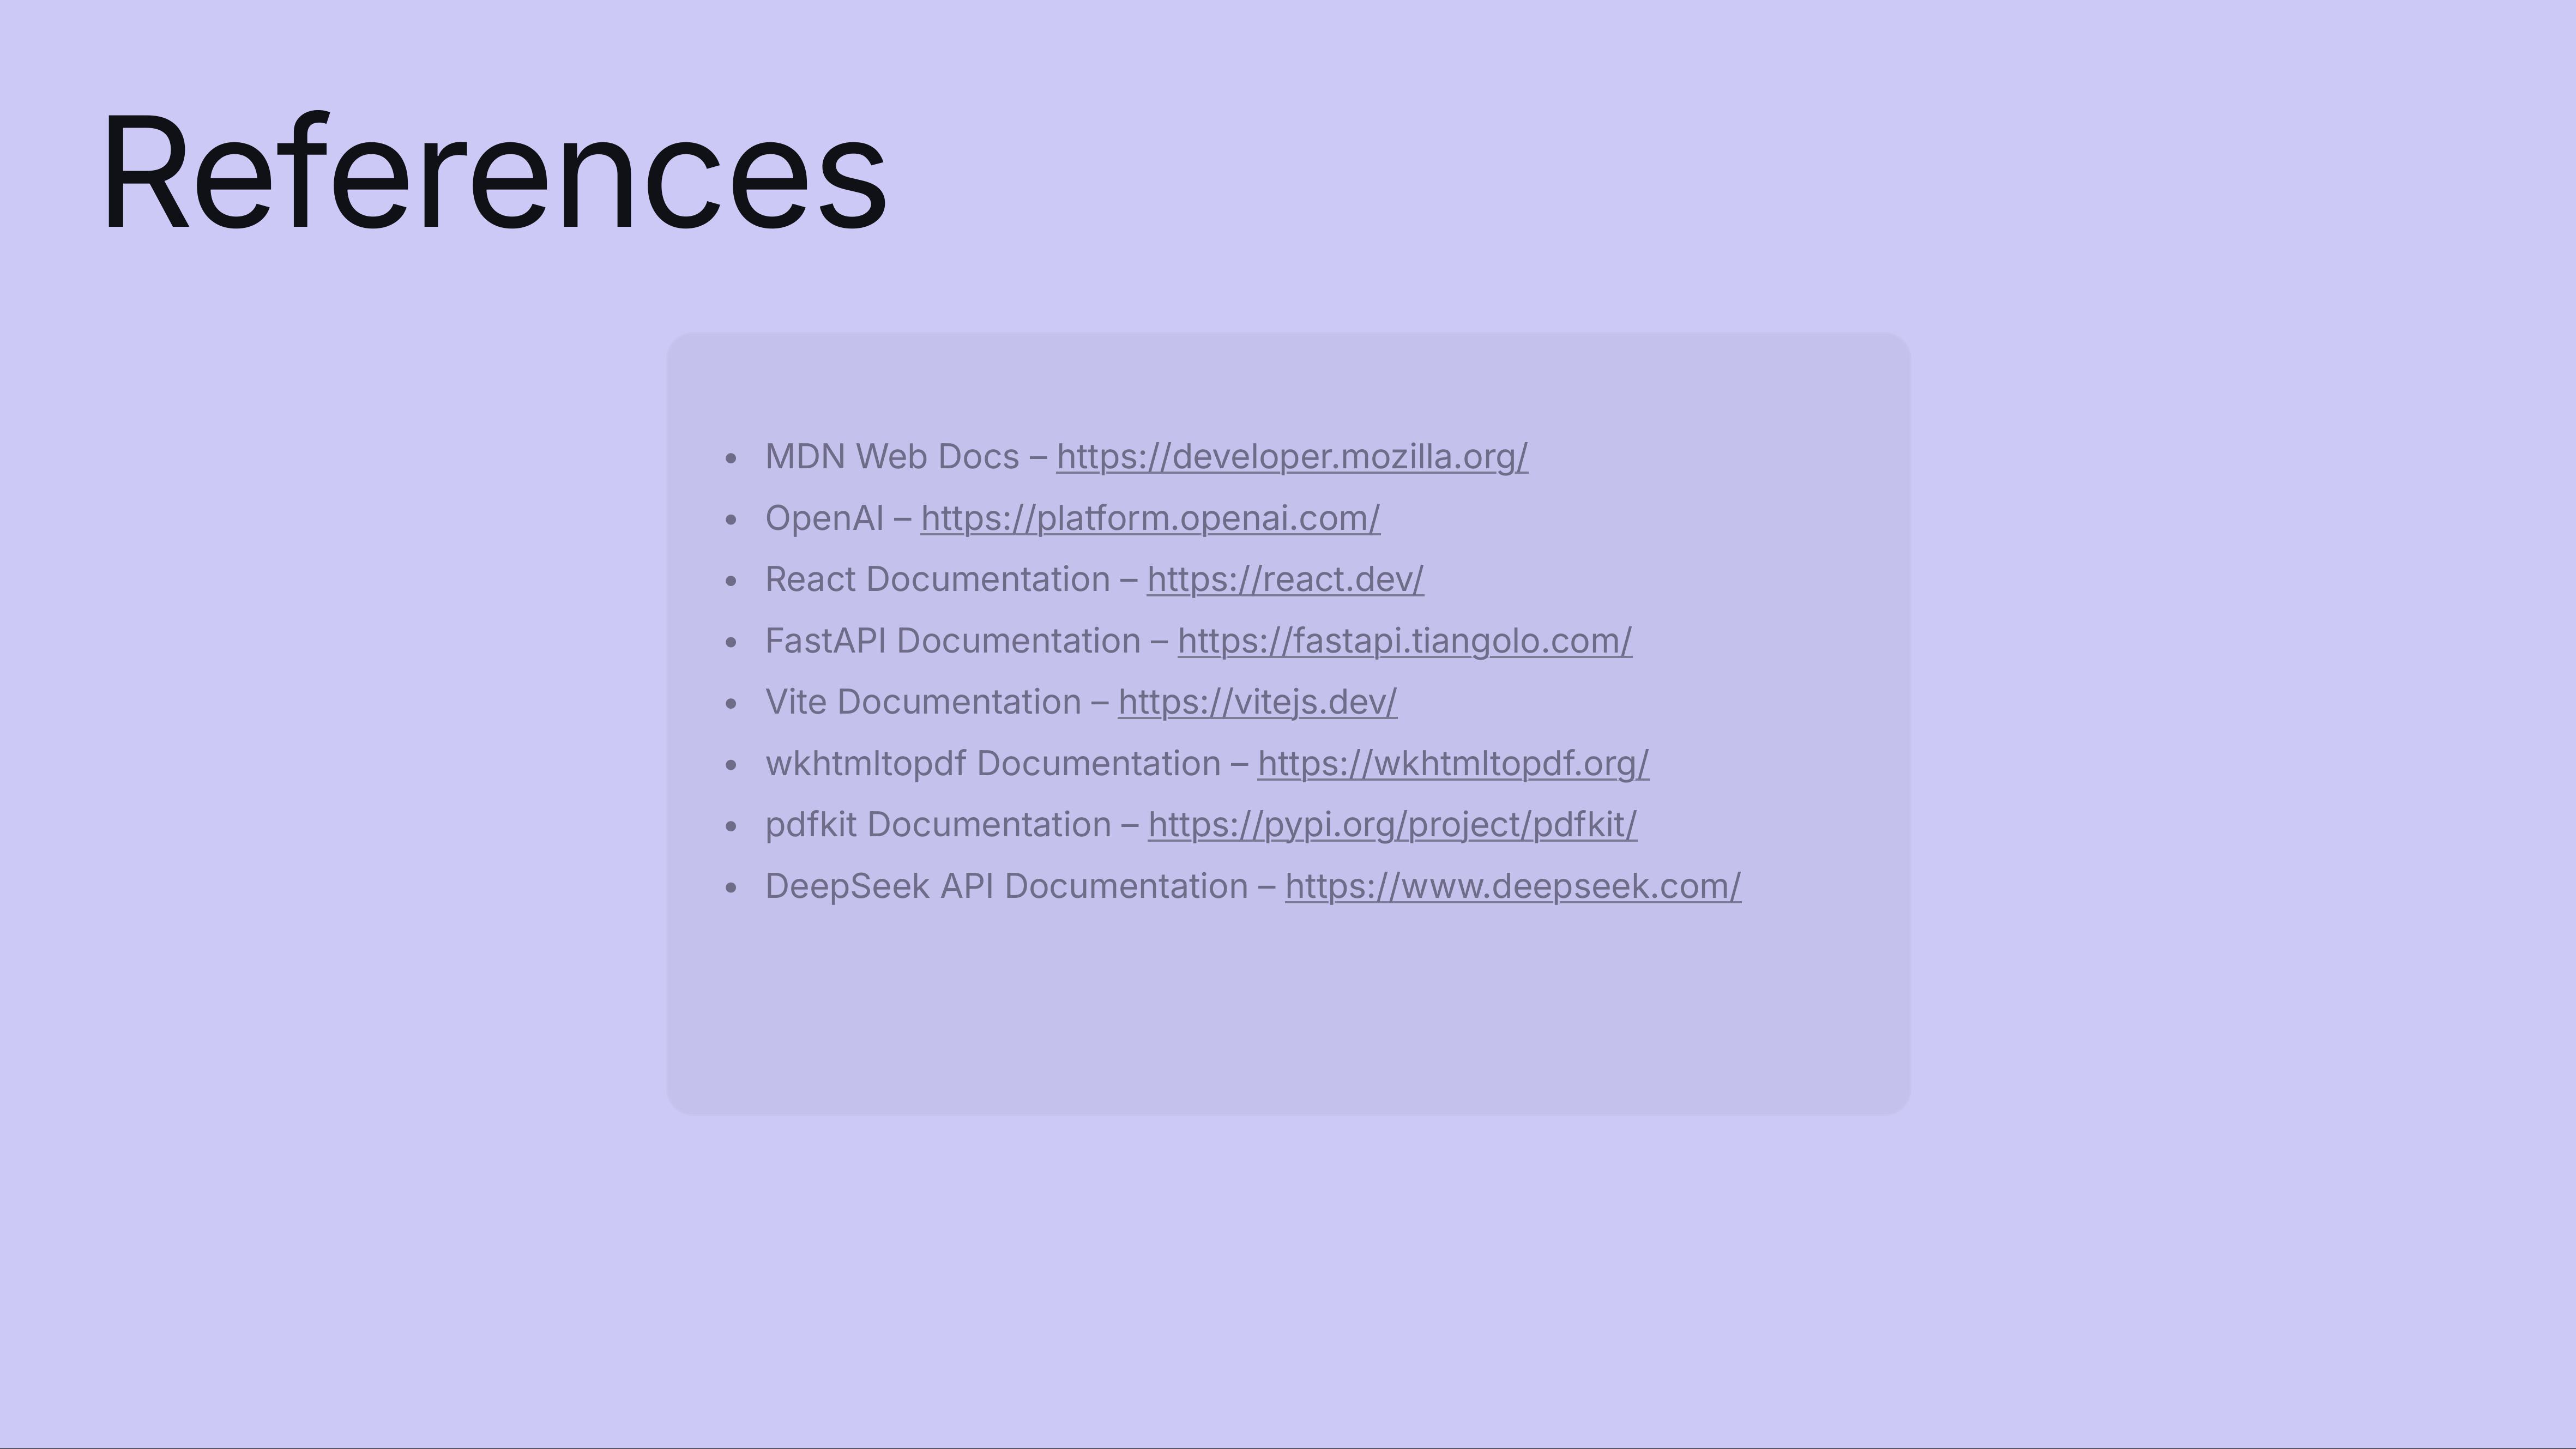 References
• MDN Web Docs – https://developer.mozilla.org/
• OpenAI – https://platform.openai.com/
• React Documentation – https://react.dev/
• FastAPI Documentation – https://fastapi.tiangolo.com/
• Vite Documentation – https://vitejs.dev/
• wkhtmltopdf Documentation – https://wkhtmltopdf.org/
• pdfkit Documentation – https://pypi.org/project/pdfkit/
• DeepSeek API Documentation – https://www.deepseek.com/